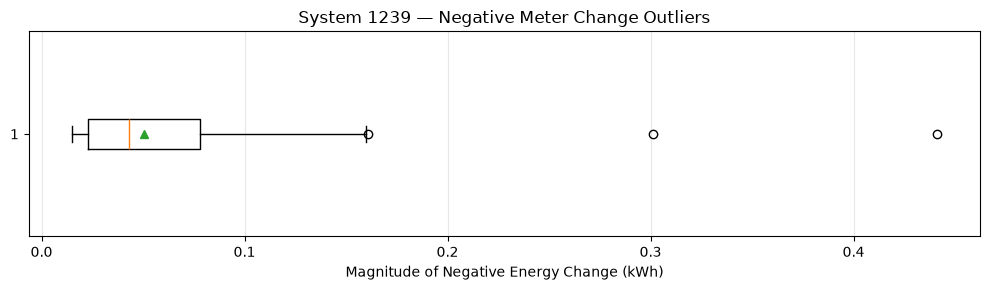 System 1239 — Negative Meter Change Outliers
1
0.0 0.1 0.2 0.3 0.4
Magnitude of Negative Energy Change (kWh)